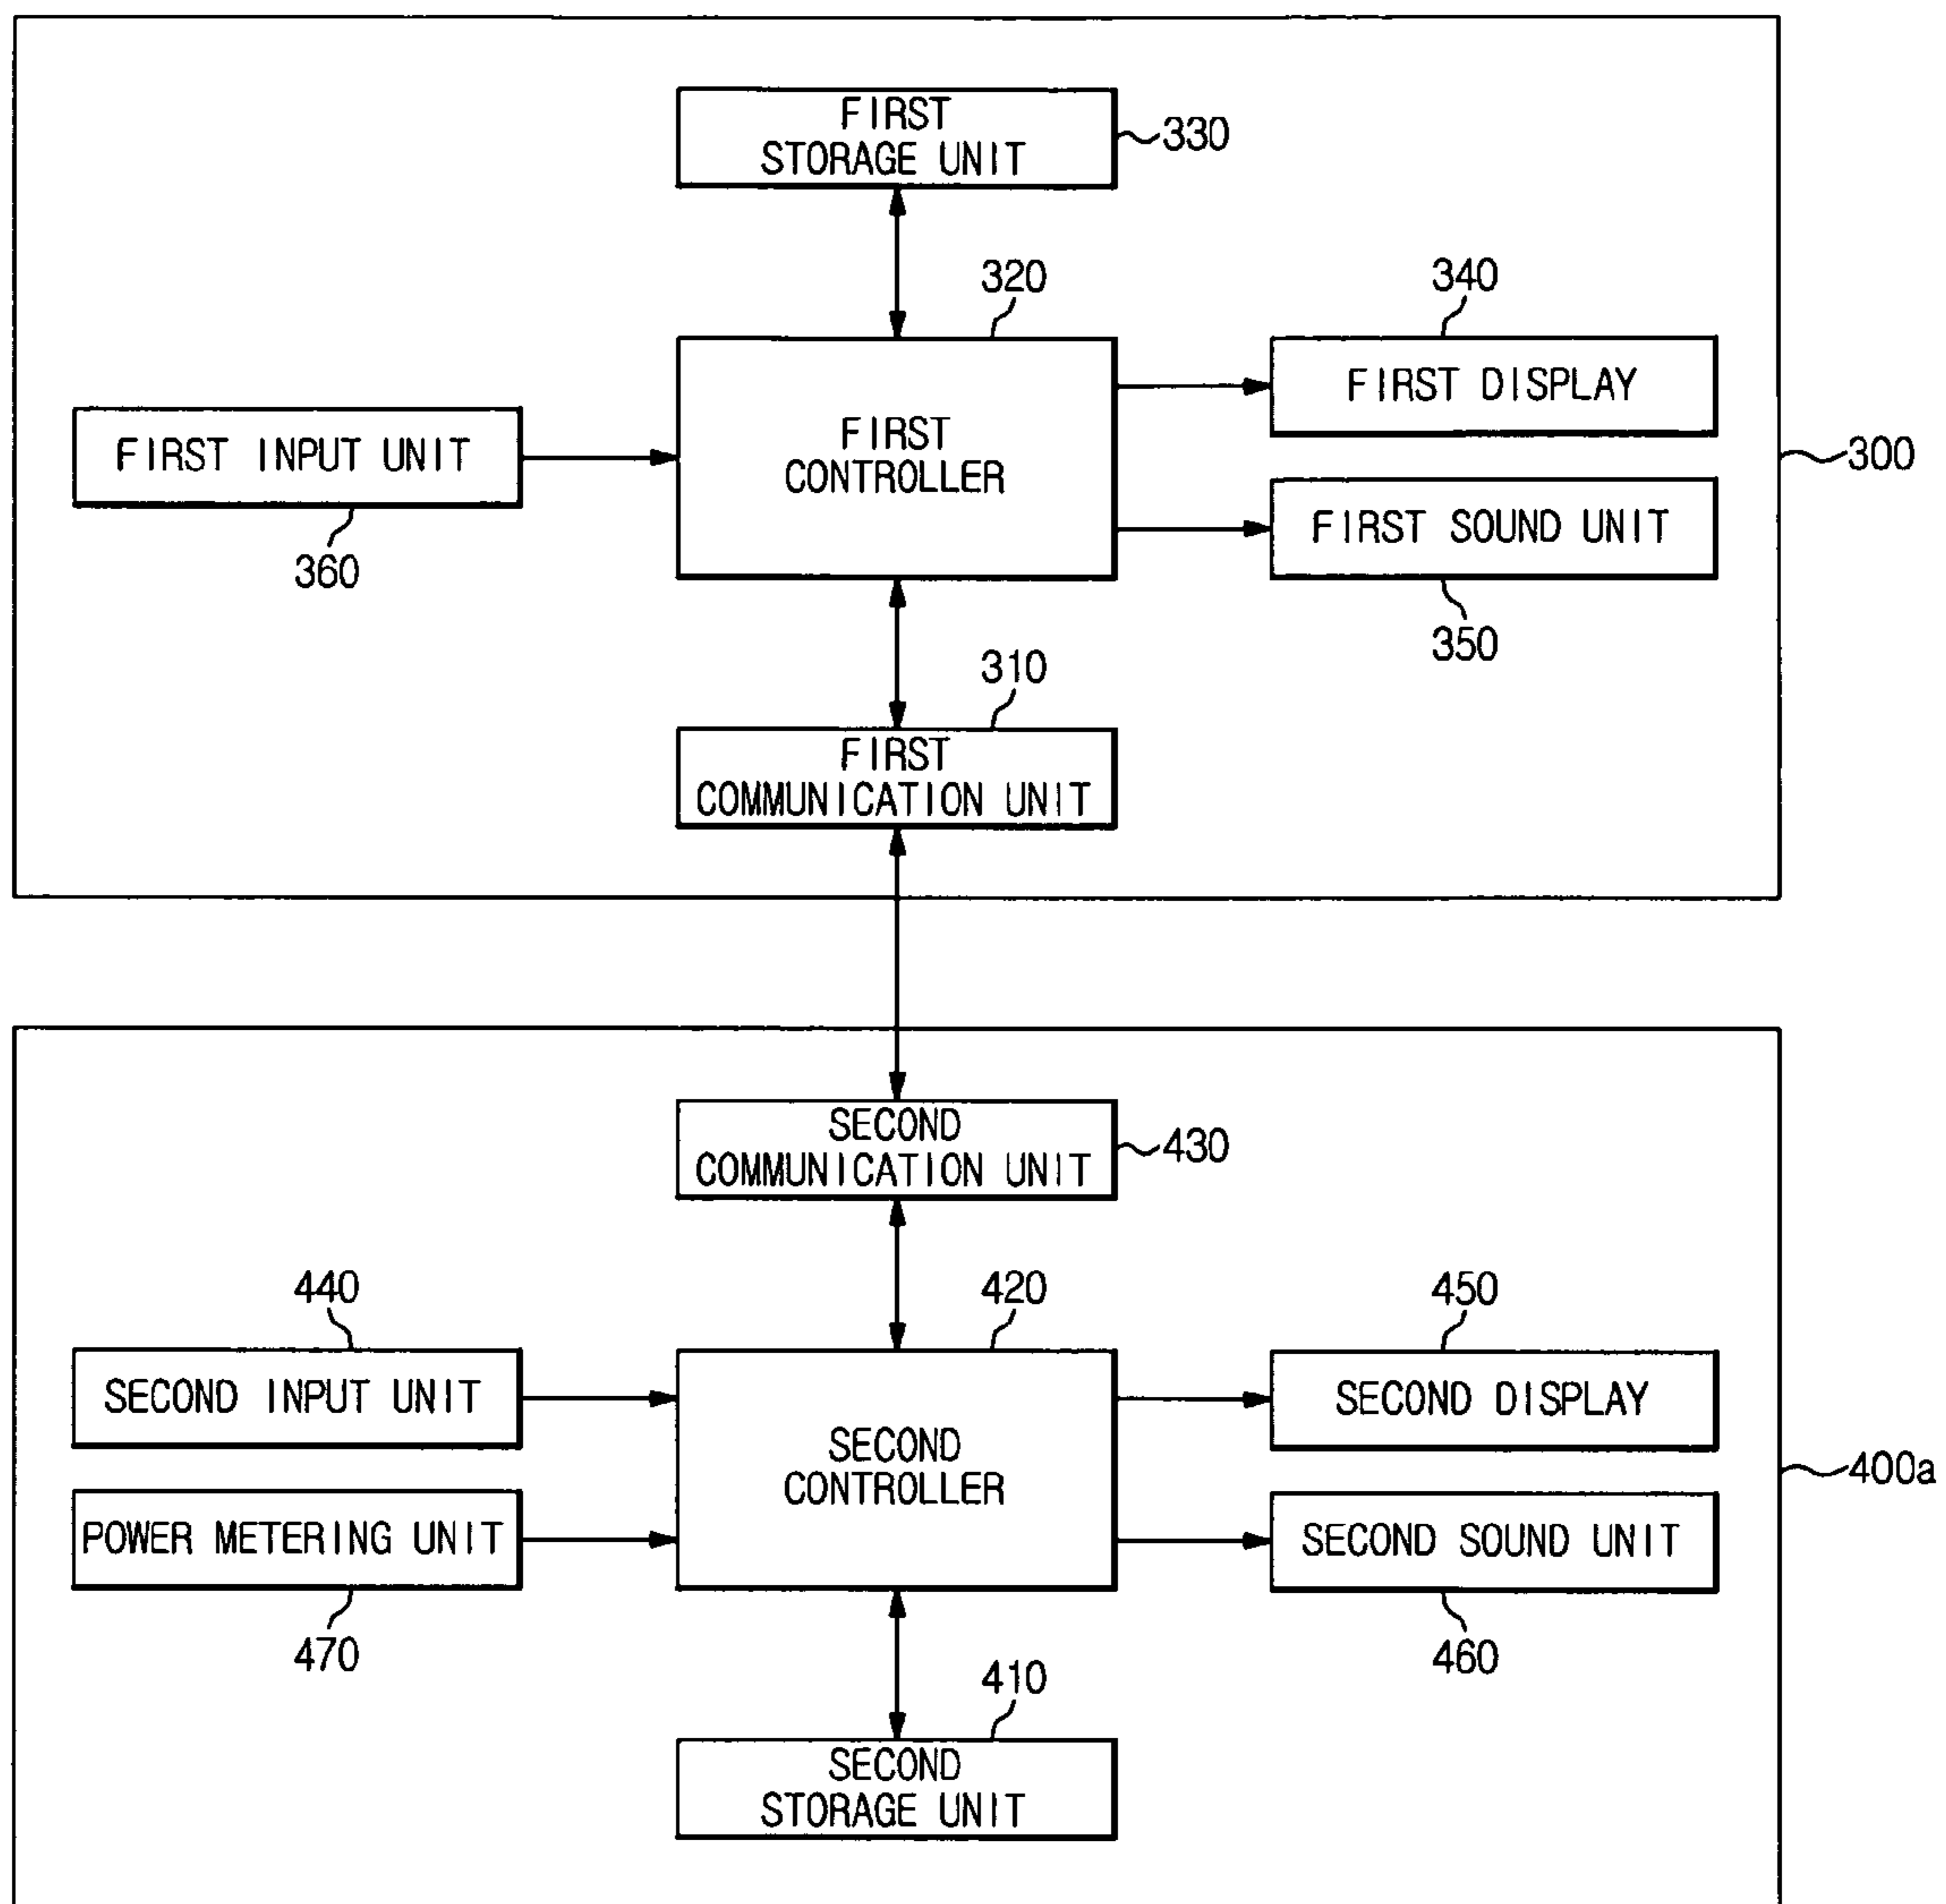 FIRST
STORAGE UNIT
330
320
340
FIRST DISPLAY
FIRST INPUT UNIT
FIRST
CONTROLLER
300
FIRST SOUND UNIT
360
350
310
FIRST
COMMUNICATION UNIT
SECOND
COMMUNICATION UNIT
430
440
420
450
SECOND INPUT UNIT
SECOND DISPLAY
SECOND
CONTROLLER
400a
POWER METERING UNIT
SECOND SOUND UNIT
470
460
410
SECOND
STORAGE UNIT